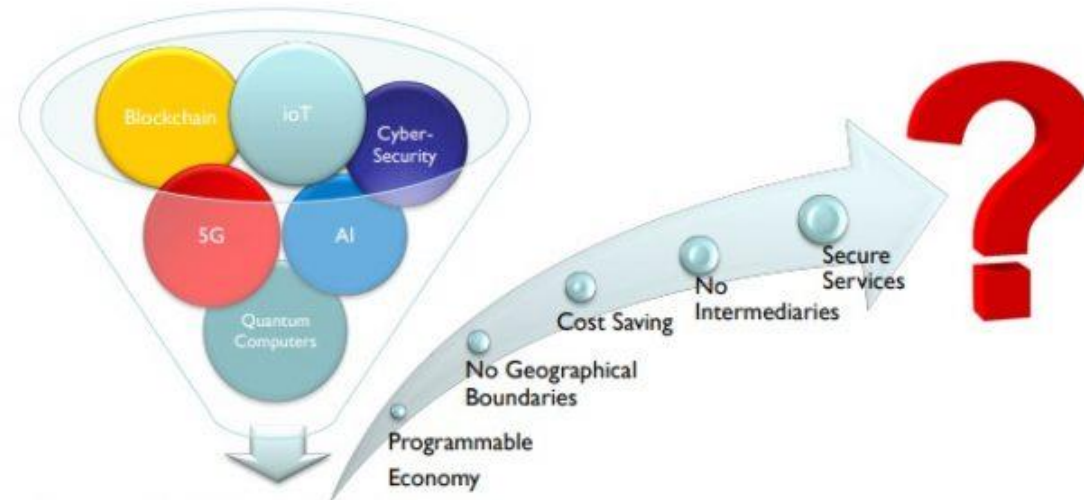 Blockchain
ioT
Cyber-
Security
5G
AI
Quantum
Computers
Programmable
Economy
No Geographical
Boundaries
Cost Saving
No
Intermediaries
Secure
Services
?